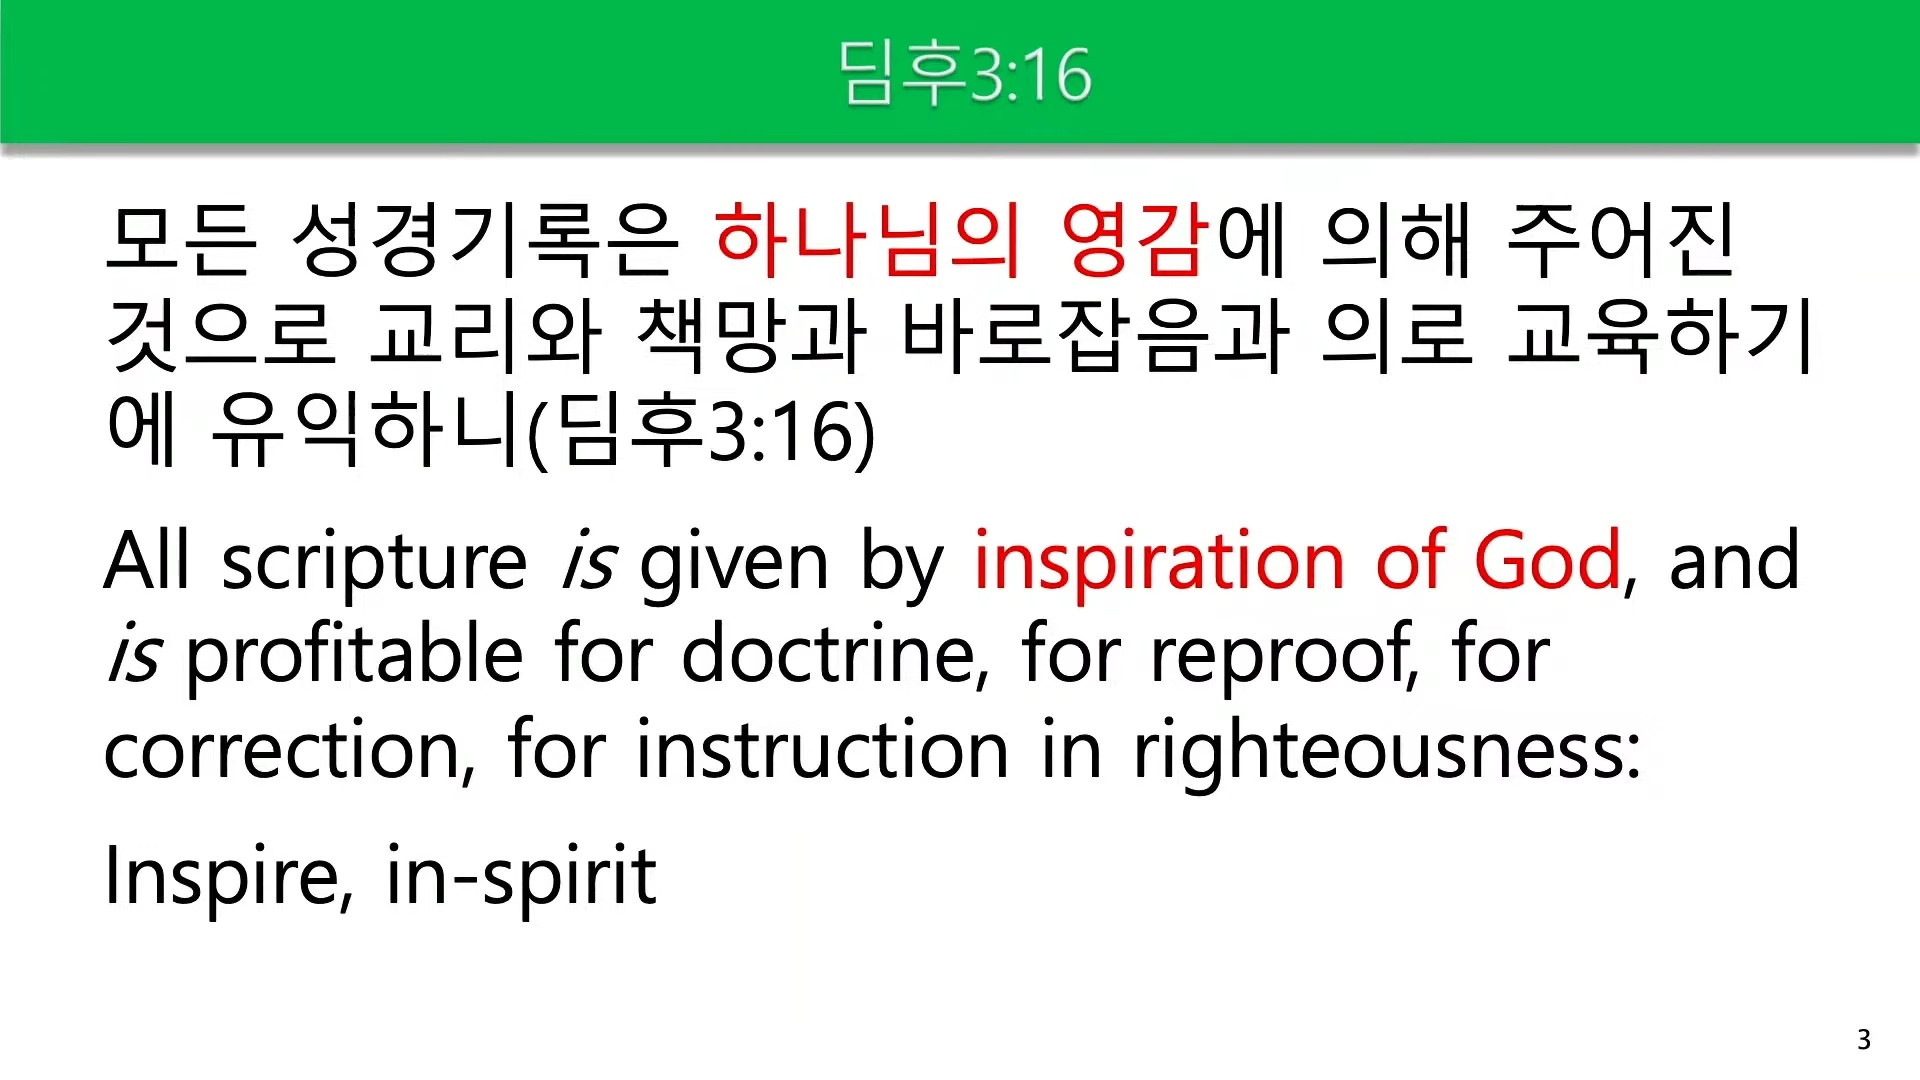 딤후3:16
모든 성경기록은 하나님의 영감에 의해 주어진
것으로 교리와 책망과 바로잡음과 의로 교육하기
에 유익하니(딤후3:16)
All scripture is given by inspiration of God, and
is profitable for doctrine, for reproof, for
correction, for instruction in righteousness:
Inspire, in-spirit
3